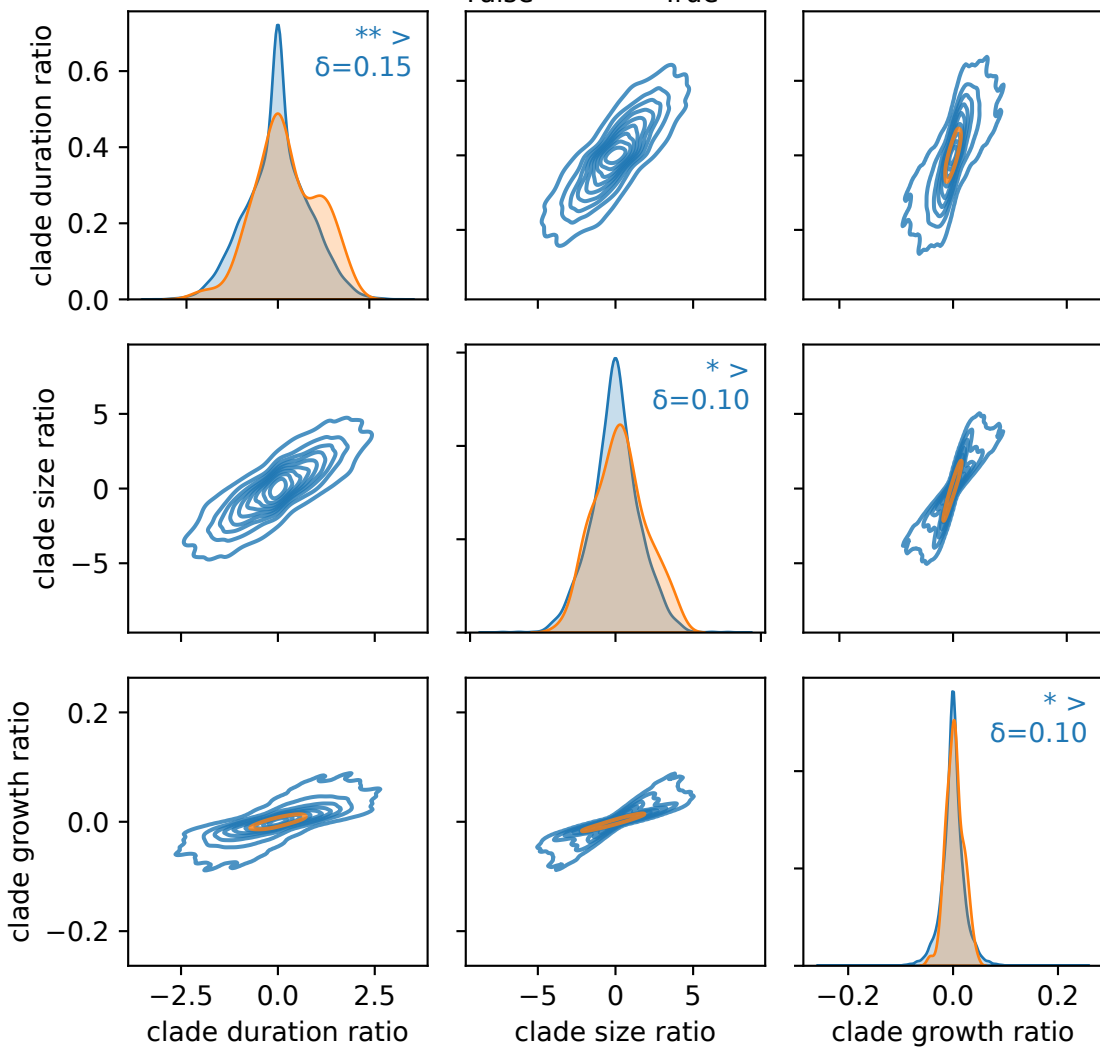 True
clade duration ratio
0.6
0.4
0.2
0.0
** >
δ=0.15
clade size ratio
5
0
−5
* >
δ=0.10
clade growth ratio
0.2
0.0
−0.2
* >
δ=0.10
−2.5 0.0 2.5
−5 0 5
−0.2 0.0 0.2
clade duration ratio
clade size ratio
clade growth ratio